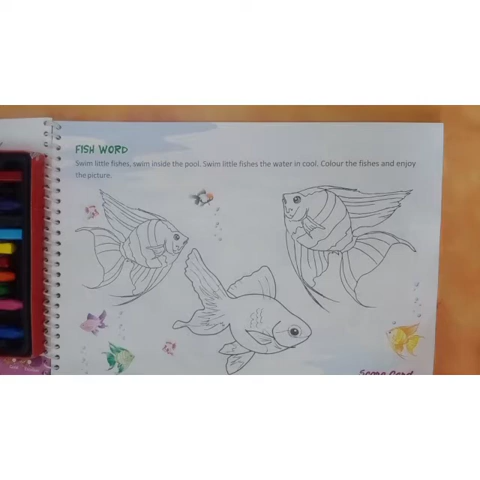 FISH WORD
Swim little fishes, swim inside the pool. Swim little fishes the water in cool. Colour the fishes and enjoy
the picture.